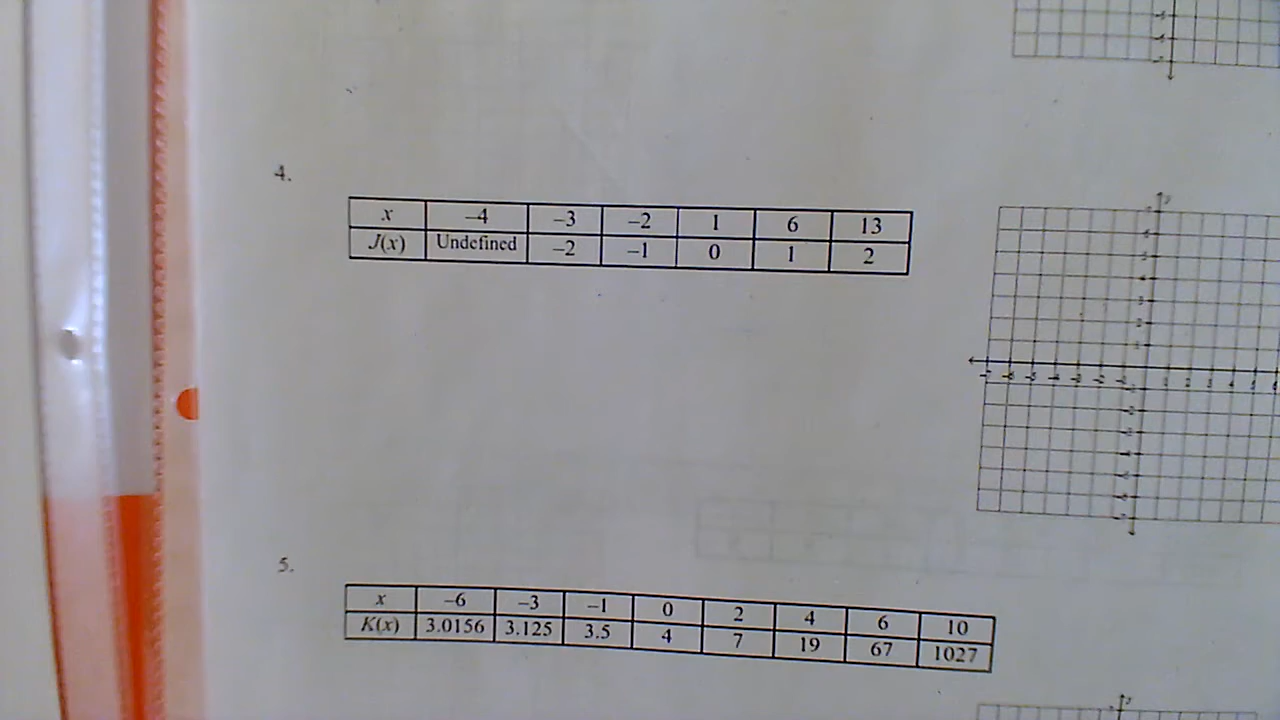 4.
x –4 –3 –2 1 6 13
J(x) Undefined –2 –1 0 1 2
5.
x –6 –3 –1 0 2 4 6 10
K(x) 3.0156 3.125 3.5 4 7 19 67 1027